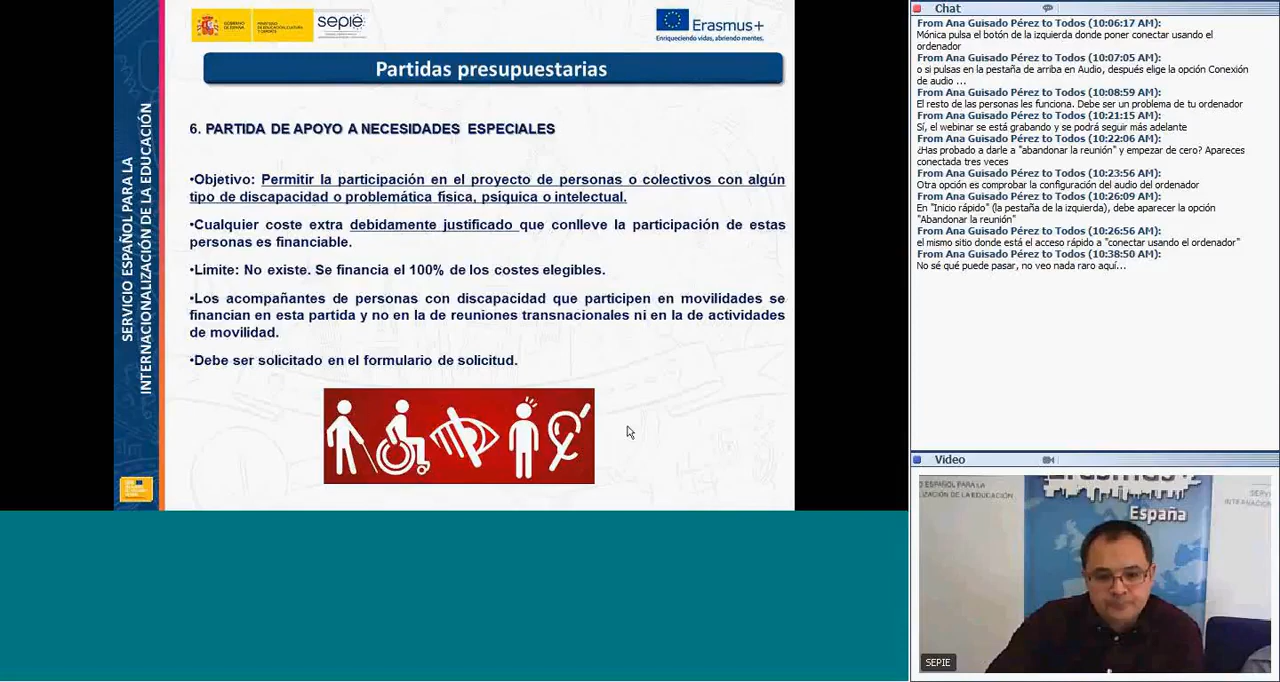 GOBIERNO
DE ESPAÑA
MINISTERIO
DE EDUCACIÓN, CULTURA
Y DEPORTE
sepie
Erasmus+
Enriqueciendo vidas, abriendo mentes.
SERVICIO ESPAÑOL PARA LA
INTERNACIONALIZACIÓN DE LA EDUCACIÓN
Partidas presupuestarias
6. PARTIDA DE APOYO A NECESIDADES ESPECIALES
•Objetivo: Permitir la participación en el proyecto de personas o colectivos con algún
tipo de discapacidad o problemática física, psíquica o intelectual.
•Cualquier coste extra debidamente justificado que conlleve la participación de estas
personas es financiable.
•Límite: No existe. Se financia el 100% de los costes elegibles.
•Los acompañantes de personas con discapacidad que participen en movilidades se
financian en esta partida y no en la de reuniones transnacionales ni en la de actividades
de movilidad.
•Debe ser solicitado en el formulario de solicitud.
Chat
From Ana Guisado Pérez to Todos (10:06:17 AM):
Mónica pulsa el botón de la izquierda donde poner conectar usando el
ordenador
From Ana Guisado Pérez to Todos (10:07:05 AM):
o si pulsas en la pestaña de arriba en Audio, después elige la opción Conexión
de audio ...
From Ana Guisado Pérez to Todos (10:08:59 AM):
El resto de las personas les funciona. Debe ser un problema de tu ordenador
From Ana Guisado Pérez to Todos (10:21:15 AM):
Sí, el webinar se está grabando y se podrá seguir más adelante
From Ana Guisado Pérez to Todos (10:22:06 AM):
¿Has probado a darle a "abandonar la reunión" y empezar de cero? Apareces
conectada tres veces
From Ana Guisado Pérez to Todos (10:23:56 AM):
Otra opción es comprobar la configuración del audio del ordenador
From Ana Guisado Pérez to Todos (10:26:09 AM):
En "Inicio rápido" (la pestaña de la izquierda), debe aparecer la opción
"Abandonar la reunión"
From Ana Guisado Pérez to Todos (10:26:56 AM):
el mismo sitio donde está el acceso rápido a "conectar usando el ordenador"
From Ana Guisado Pérez to Todos (10:38:50 AM):
No sé qué puede pasar, no veo nada raro aquí...
Video
O ESPAÑOL PARA LA
LIZACIÓN DE LA EDUCACIÓN
España
SEPIE